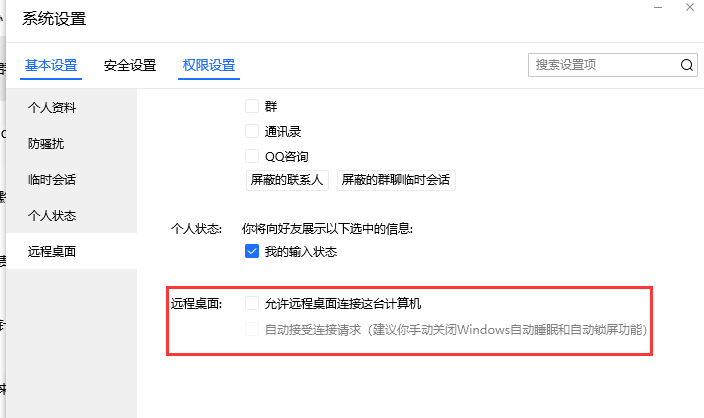 系统设置
基本设置 安全设置 权限设置 搜索设置项
个人资料
防骚扰
临时会话
个人状态
远程桌面
群
通讯录
QQ咨询
屏蔽的联系人 屏蔽的群聊临时会话
个人状态: 你将向好友展示以下选中的信息:
我的输入状态
远程桌面: 允许远程桌面连接这台计算机
自动接受连接请求（建议你手动关闭Windows自动睡眠和自动锁屏功能）